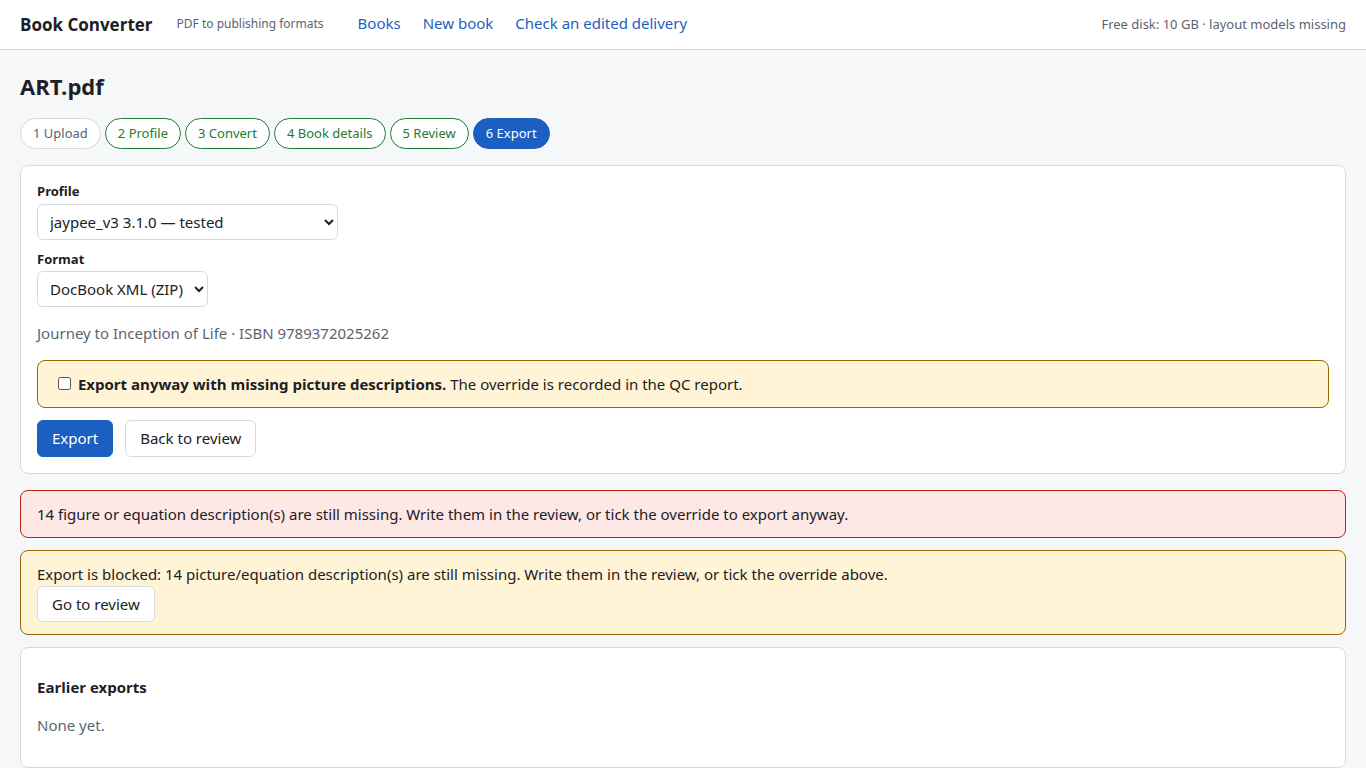 Book Converter PDF to publishing formats Books New book Check an edited delivery Free disk: 10 GB · layout models missing
ART.pdf
1 Upload 2 Profile 3 Convert 4 Book details 5 Review 6 Export
Profile
jaypee_v3 3.1.0 — tested
Format
DocBook XML (ZIP)
Journey to Inception of Life · ISBN 9789372025262
Export anyway with missing picture descriptions. The override is recorded in the QC report.
Export Back to review
14 figure or equation description(s) are still missing. Write them in the review, or tick the override to export anyway.
Export is blocked: 14 picture/equation description(s) are still missing. Write them in the review, or tick the override above.
Go to review
Earlier exports
None yet.